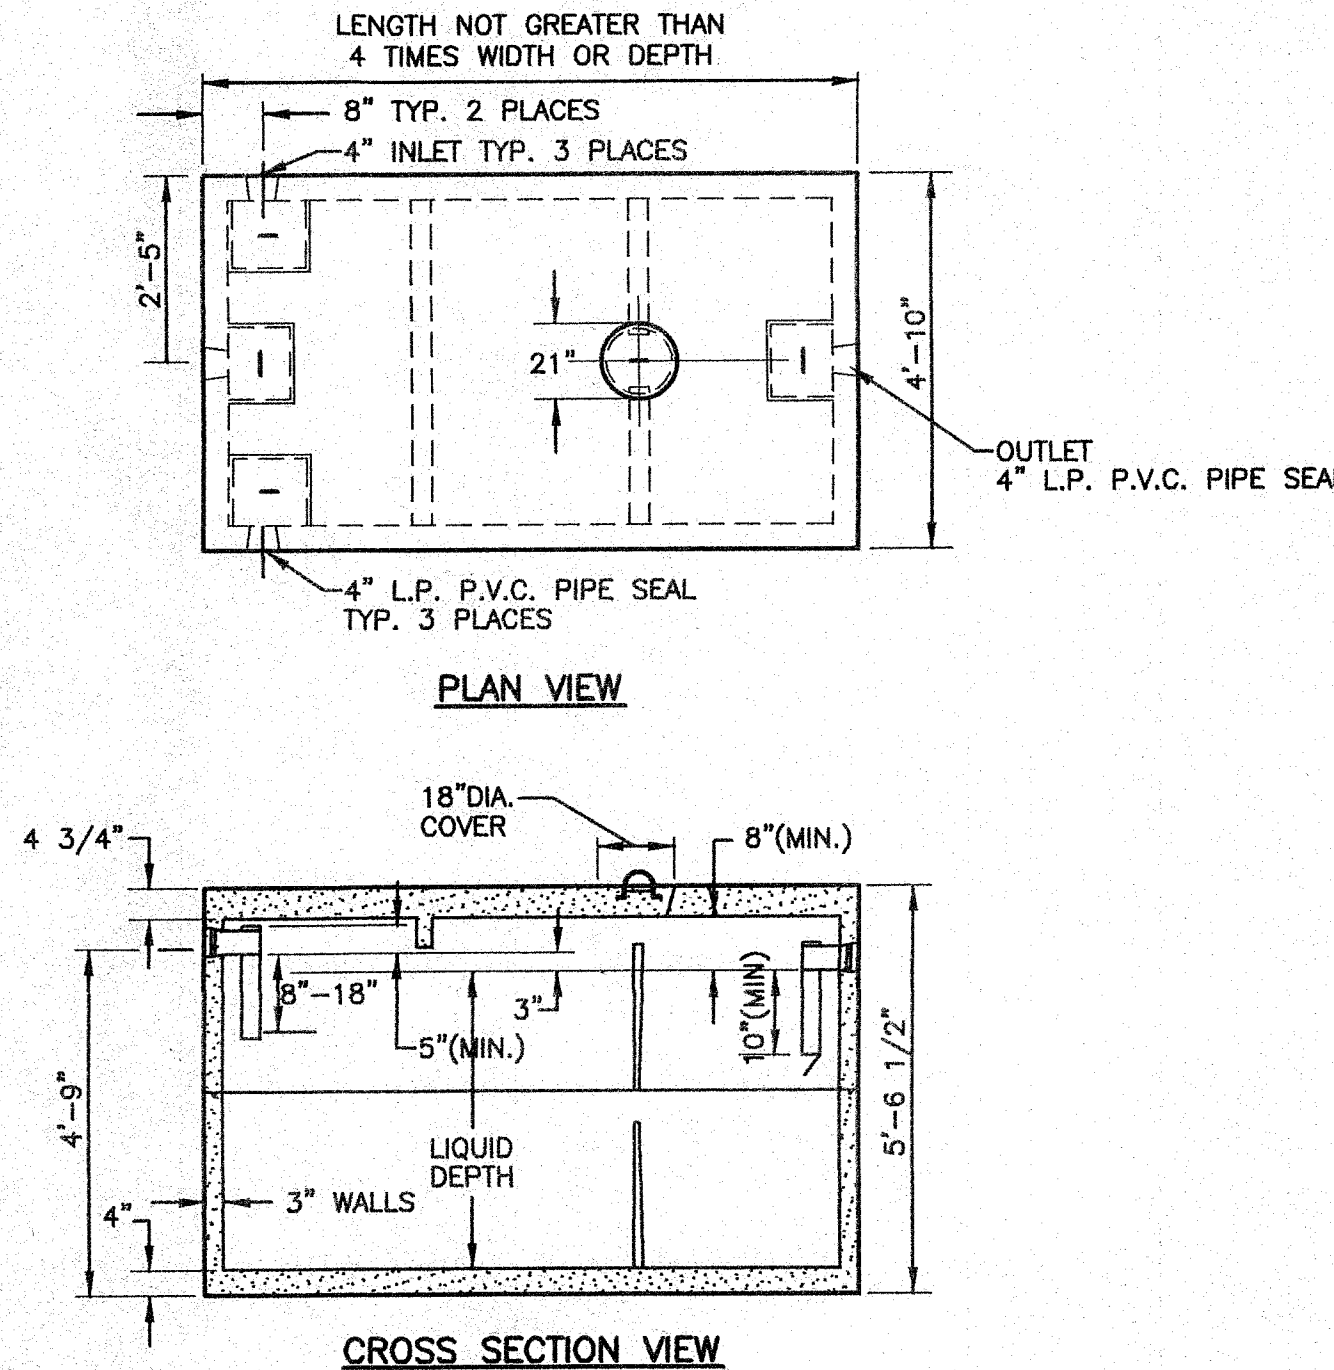 LENGTH NOT GREATER THAN
4 TIMES WIDTH OR DEPTH
8" TYP. 2 PLACES
4" INLET TYP. 3 PLACES
2'-5"
21"
4'-10"
OUTLET
4" L.P. P.V.C. PIPE SEAL
4" L.P. P.V.C. PIPE SEAL
TYP. 3 PLACES
PLAN VIEW
18"DIA.
COVER
4 3/4"
8"(MIN.)
8"-18"
3"
10"(MIN)
5"(MIN.)
4'-9"
5'-6 1/2"
LIQUID
DEPTH
3" WALLS
4"
CROSS SECTION VIEW